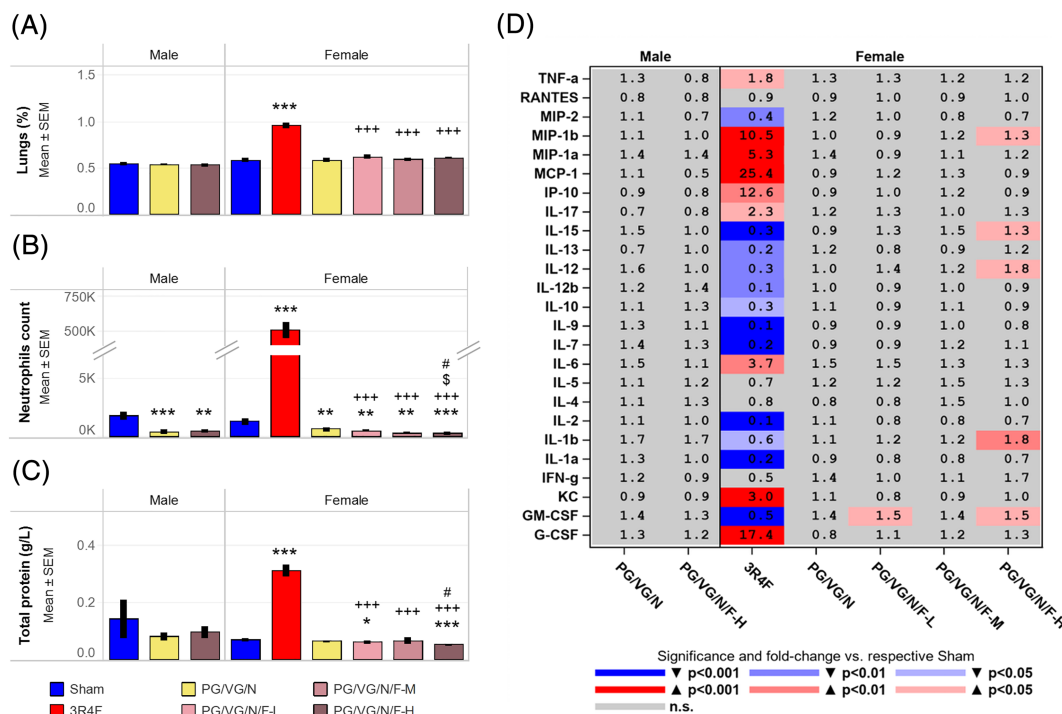 (A)
Male Female
Lungs (%)
Mean ± SEM
1.5
1.0
0.5
0.0
***
+++ +++ +++
(B)
Male Female
Neutrophils count
Mean ± SEM
750K
500K
5K
0K
***
#
$
+++ +++ +++
*** ** ** ** ** ***
(C)
Male Female
Total protein (g/L)
Mean ± SEM
0.4
0.2
0.0
***
#
+++ +++ +++
* ***
Sham PG/VG/N PG/VG/N/F-M
3R4F PG/VG/N/F-L PG/VG/N/F-H
(D)
Male Female
TNF-a 1.3 0.8 1.8 1.3 1.3 1.2 1.2
RANTES 0.8 0.8 0.9 0.9 1.0 0.9 1.0
MIP-2 1.1 0.7 0.4 1.2 1.0 0.8 0.7
MIP-1b 1.1 1.0 10.5 1.0 0.9 1.2 1.3
MIP-1a 1.4 1.4 5.3 1.4 0.9 1.1 1.2
MCP-1 1.1 0.5 25.4 0.9 1.2 1.3 0.9
IP-10 0.9 0.8 12.6 0.9 1.0 1.2 0.9
IL-17 0.7 0.8 2.3 1.2 1.3 1.0 1.3
IL-15 1.5 1.0 0.3 0.9 1.3 1.5 1.3
IL-13 0.7 1.0 0.2 1.2 0.8 0.9 1.2
IL-12 1.6 1.0 0.3 1.0 1.4 1.2 1.8
IL-12b 1.2 1.4 0.1 1.0 0.9 1.0 0.9
IL-10 1.1 1.3 0.3 1.1 0.9 1.1 0.9
IL-9 1.3 1.1 0.1 0.9 0.9 1.0 0.8
IL-7 1.4 1.3 0.2 1.1 0.9 1.2 1.1
IL-6 1.5 1.1 3.7 1.5 1.5 1.3 1.3
IL-5 1.1 1.2 0.7 1.2 1.2 1.5 1.3
IL-4 1.1 1.3 0.8 0.8 0.8 1.5 1.0
IL-2 1.1 1.0 0.1 1.1 0.8 0.8 0.7
IL-1b 1.7 1.7 0.6 1.1 1.2 1.2 1.8
IL-1a 1.3 1.0 0.2 0.9 0.8 0.8 0.7
IFN-g 1.2 0.9 0.5 1.4 1.0 1.1 1.7
KC 0.9 0.9 3.0 1.1 0.8 0.9 1.0
GM-CSF 1.4 1.3 0.5 1.4 1.5 1.4 1.5
G-CSF 1.3 1.2 17.4 0.8 1.1 1.2 1.3
PG/VG/N PG/VG/N/F-H 3R4F PG/VG/N PG/VG/N/F-L PG/VG/N/F-M PG/VG/N/F-H
Significance and fold-change vs. respective Sham
▼ p<0.001 ▼ p<0.01 ▼ p<0.05
▲ p<0.001 ▲ p<0.01 ▲ p<0.05
n.s.